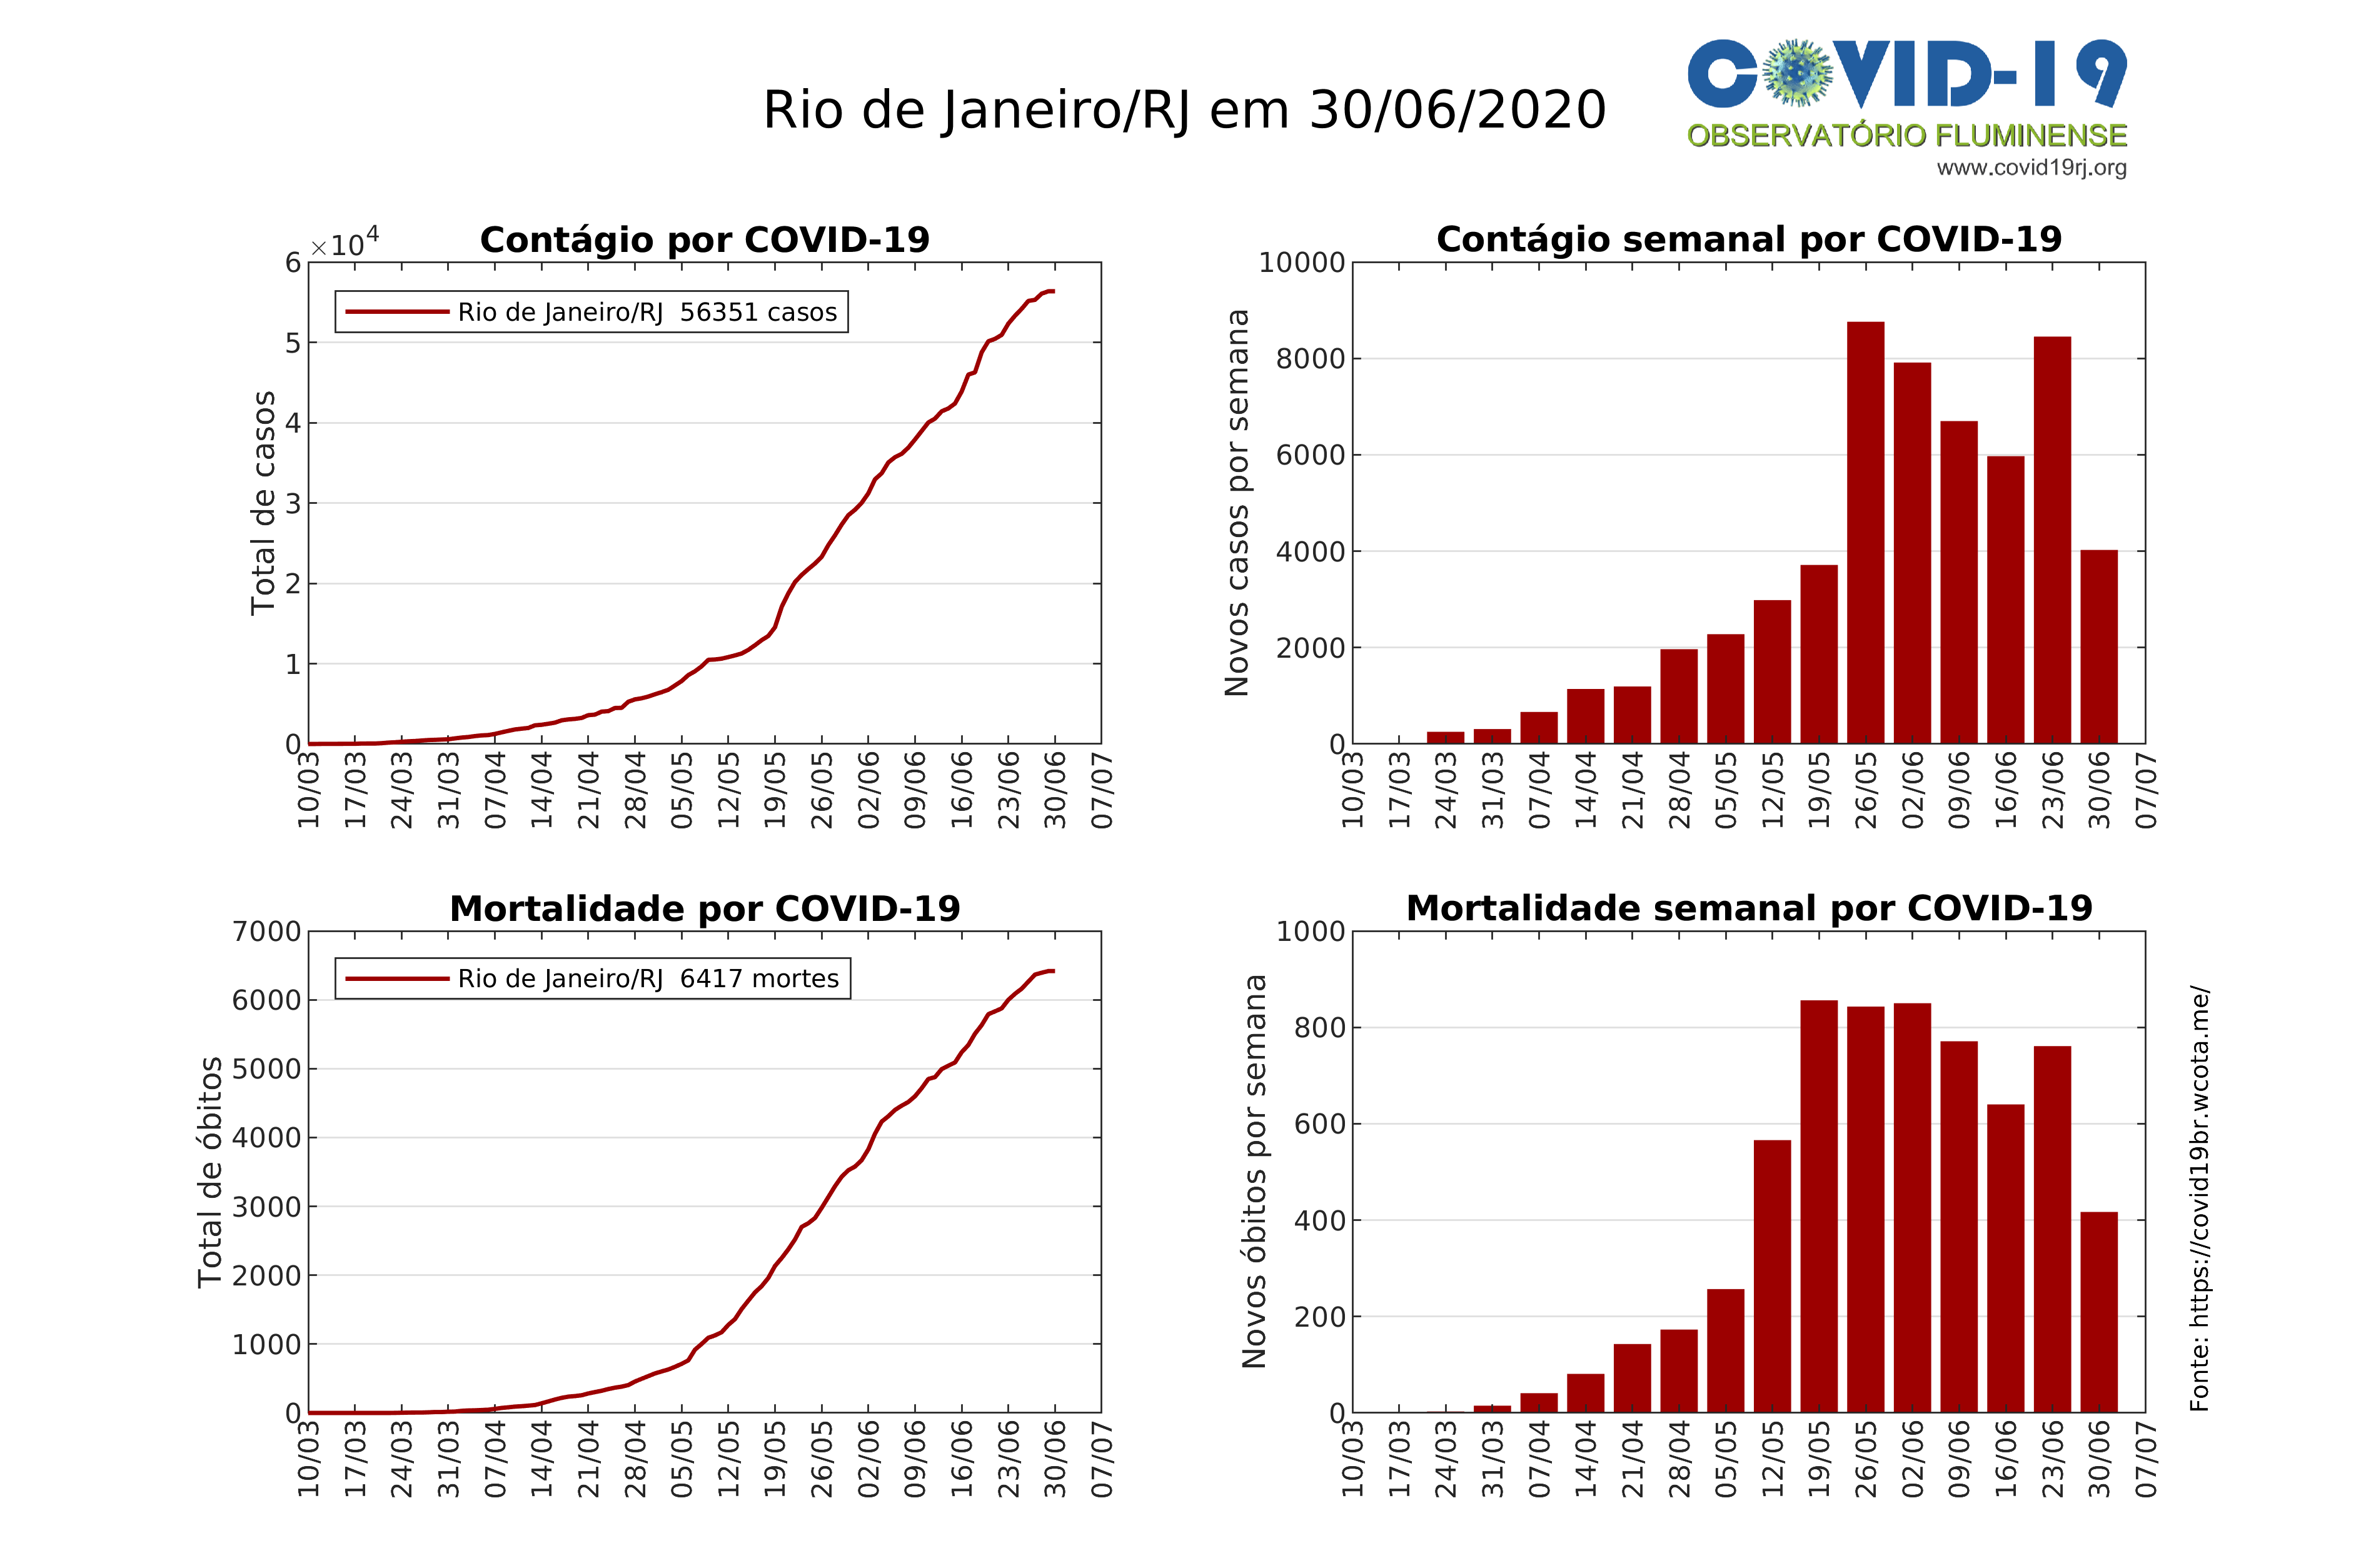 Rio de Janeiro/RJ em 30/06/2020
COVID-19
OBSERVATÓRIO FLUMINENSE
www.covid19rj.org
Contágio por COVID-19
×10⁴
Total de casos
6
5
4
3
2
1
0
Rio de Janeiro/RJ 56351 casos
10/03 17/03 24/03 31/03 07/04 14/04 21/04 28/04 05/05 12/05 19/05 26/05 02/06 09/06 16/06 23/06 30/06 07/07
Contágio semanal por COVID-19
Novos casos por semana
10000
8000
6000
4000
2000
0
10/03 17/03 24/03 31/03 07/04 14/04 21/04 28/04 05/05 12/05 19/05 26/05 02/06 09/06 16/06 23/06 30/06 07/07
Mortalidade por COVID-19
Total de óbitos
7000
6000
5000
4000
3000
2000
1000
0
Rio de Janeiro/RJ 6417 mortes
10/03 17/03 24/03 31/03 07/04 14/04 21/04 28/04 05/05 12/05 19/05 26/05 02/06 09/06 16/06 23/06 30/06 07/07
Mortalidade semanal por COVID-19
Novos óbitos por semana
1000
800
600
400
200
0
10/03 17/03 24/03 31/03 07/04 14/04 21/04 28/04 05/05 12/05 19/05 26/05 02/06 09/06 16/06 23/06 30/06 07/07
Fonte: https://covid19br.wcota.me/